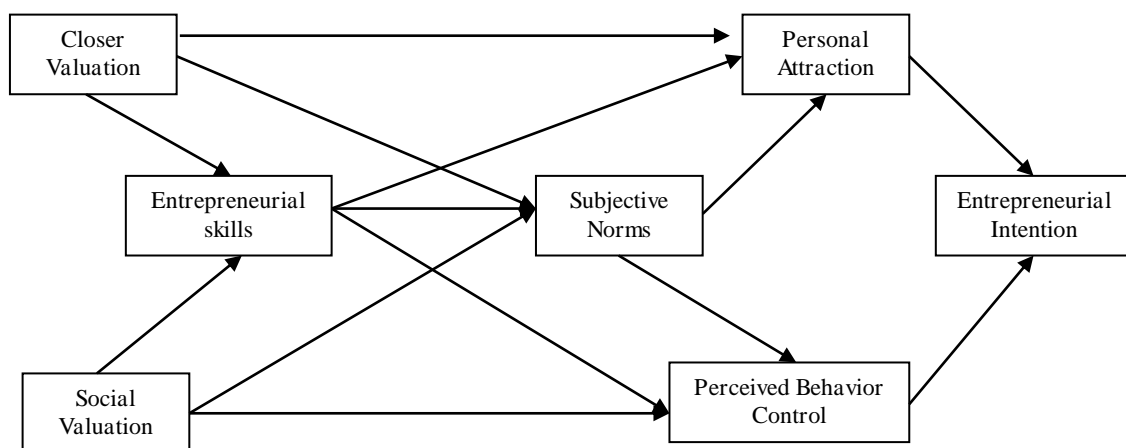 Closer
Valuation
Personal
Attraction
Entrepreneurial
skills
Subjective
Norms
Entrepreneurial
Intention
Social
Valuation
Perceived Behavior
Control